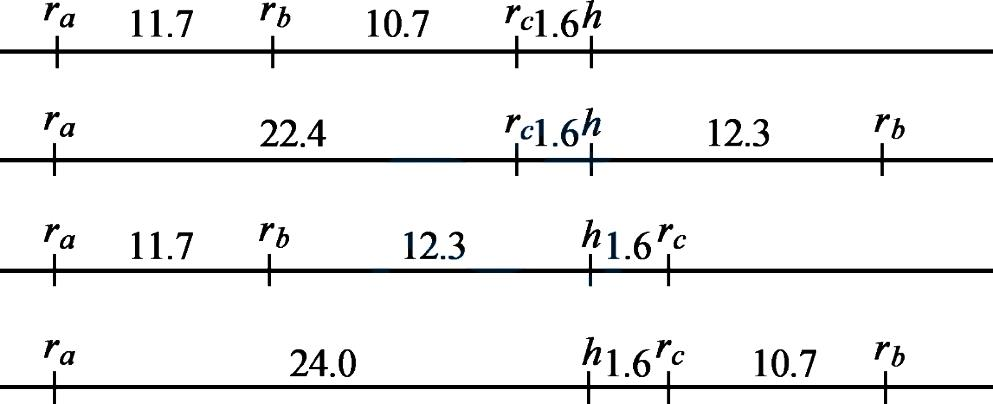 r_a 11.7 r_b 10.7 r_c 1.6 h
r_a 22.4 r_c 1.6 h 12.3 r_b
r_a 11.7 r_b 12.3 h 1.6 r_c
r_a 24.0 h 1.6 r_c 10.7 r_b